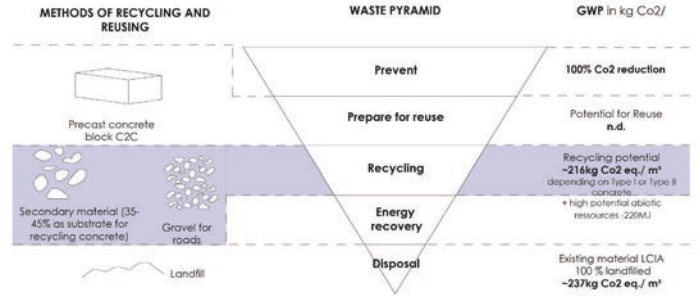 METHODS OF RECYCLING AND
REUSING
WASTE PYRAMID
GWP in kg Co2/
Precast concrete
block C2C
Secondary material (35-
45% as substrate for
recycling concrete)
Gravel for
roads
Landfill
Prevent
Prepare for reuse
Recycling
Energy
recovery
Disposal
100% Co2 reduction
Potential for Reuse
n.d.
Recycling potential
~216kg Co2 eq./ m³
depending on Type I or Type II
concrete...
+ high potential abiotic
ressources -220MJ
Existing material LCIA
100 % landfilled
~237kg Co2 eq./ m³